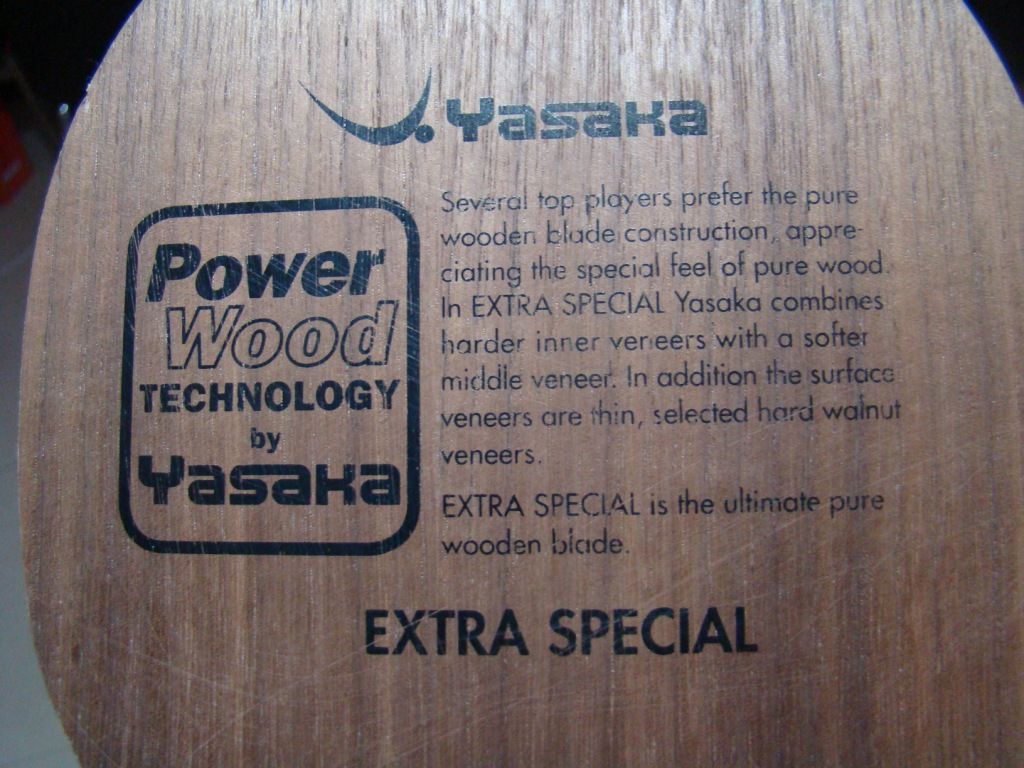 Yasaka
Power
Wood
TECHNOLOGY
by
Yasaka
Several top players prefer the pure
wooden blade construction, appre-
ciating the special feel of pure wood.
In EXTRA SPECIAL Yasaka combines
harder inner veneers with a softer
middle veneer. In addition the surface
veneers are thin, selected hard walnut
veneers.
EXTRA SPECIAL is the ultimate pure
wooden blade.
EXTRA SPECIAL